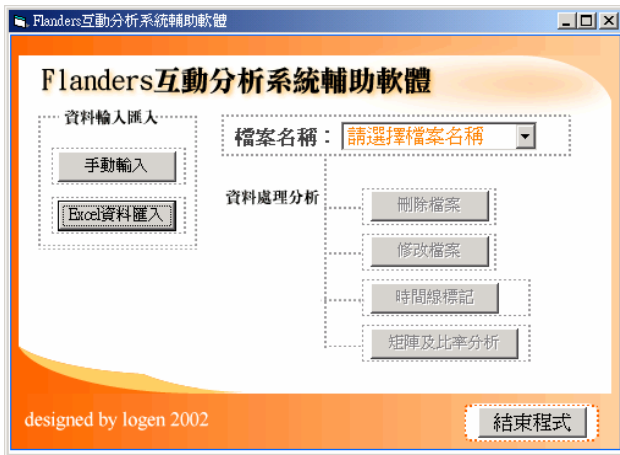 Flanders互動分析系統輔助軟體
Flanders互動分析系統輔助軟體
資料輸入匯入
檔案名稱：請選擇檔案名稱
手動輸入
Excel資料匯入
資料處理分析
刪除檔案
修改檔案
時間線標記
矩陣及比率分析
designed by logen 2002
結束程式